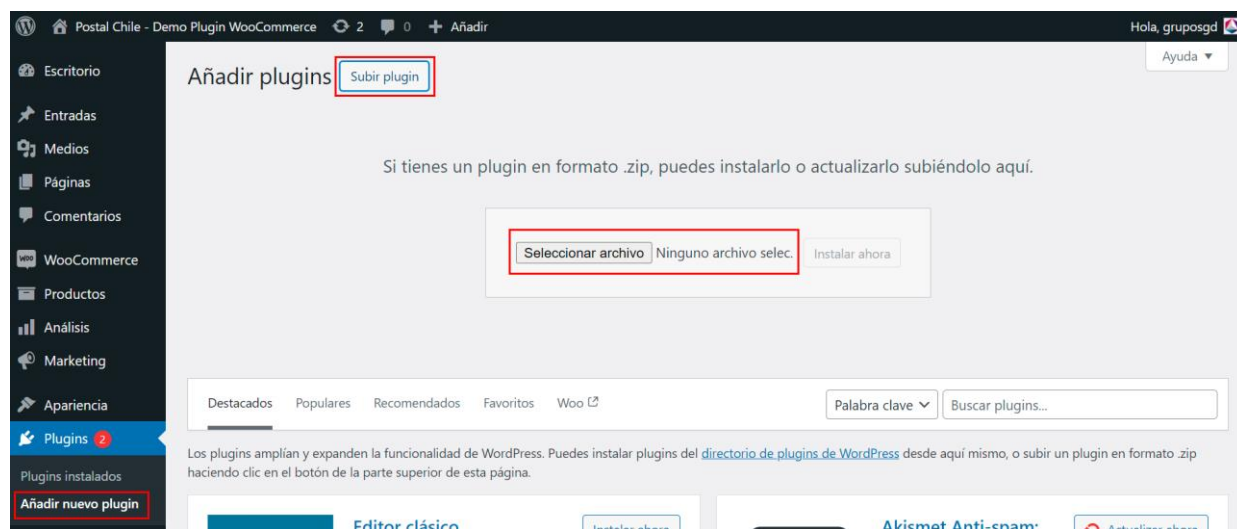 Postal Chile - Demo Plugin WooCommerce 2 0 + Añadir Hola, gruposgd
Ayuda
Escritorio
Entradas
Medios
Páginas
Comentarios
WooCommerce
Productos
Análisis
Marketing
Apariencia
Plugins 2
Plugins instalados
Añadir nuevo plugin
Añadir plugins Subir plugin
Si tienes un plugin en formato .zip, puedes instalarlo o actualizarlo subiéndolo aquí.
Seleccionar archivo Ninguno archivo selec. Instalar ahora
Destacados Populares Recomendados Favoritos Woo Palabra clave Buscar plugins...
Los plugins amplían y expanden la funcionalidad de WordPress. Puedes instalar plugins del directorio de plugins de WordPress desde aquí mismo, o subir un plugin en formato .zip
haciendo clic en el botón de la parte superior de esta página.
Editor clásico Instalar ahora Akismet Anti-spam: Actualizar ahora